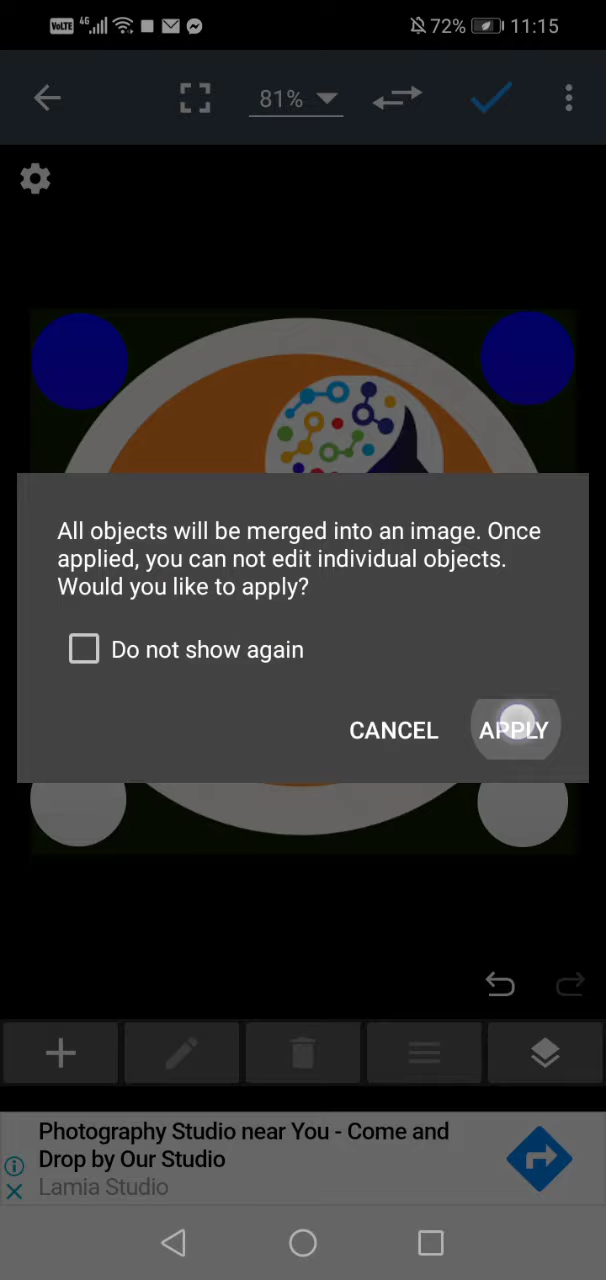 VoLTE 4G 72% 11:15
81%
All objects will be merged into an image. Once
applied, you can not edit individual objects.
Would you like to apply?
Do not show again
CANCEL APPLY
Photography Studio near You - Come and
Drop by Our Studio
Lamia Studio